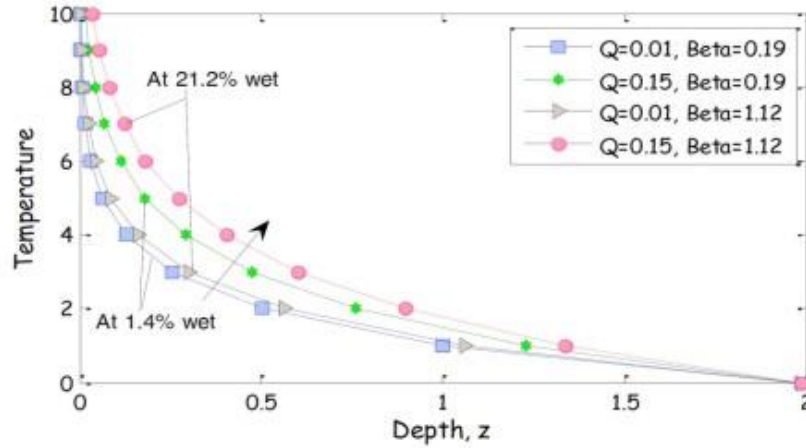 10
8
6
4
2
0
Temperature
At 21.2% wet
At 1.4% wet
Q=0.01, Beta=0.19
Q=0.15, Beta=0.19
Q=0.01, Beta=1.12
Q=0.15, Beta=1.12
0 0.5 1 1.5 2
Depth, z